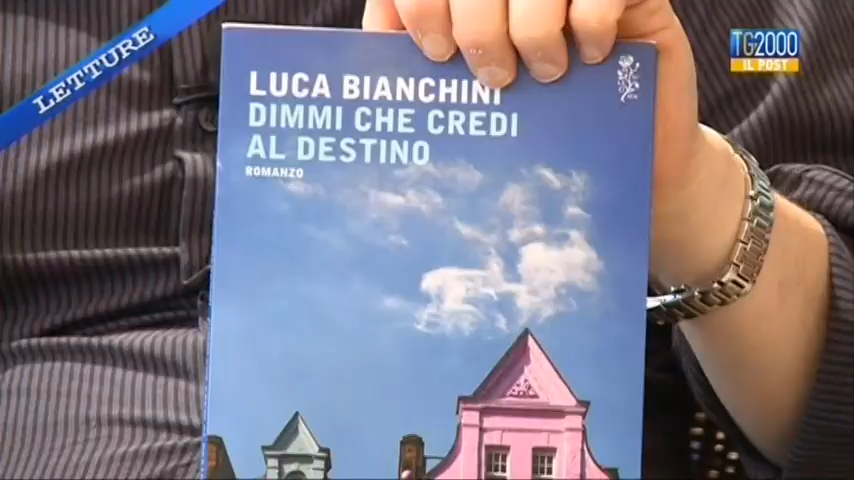 LETTURE
TG2000
IL POST
LUCA BIANCHINI
DIMMI CHE CREDI
AL DESTINO
ROMANZO